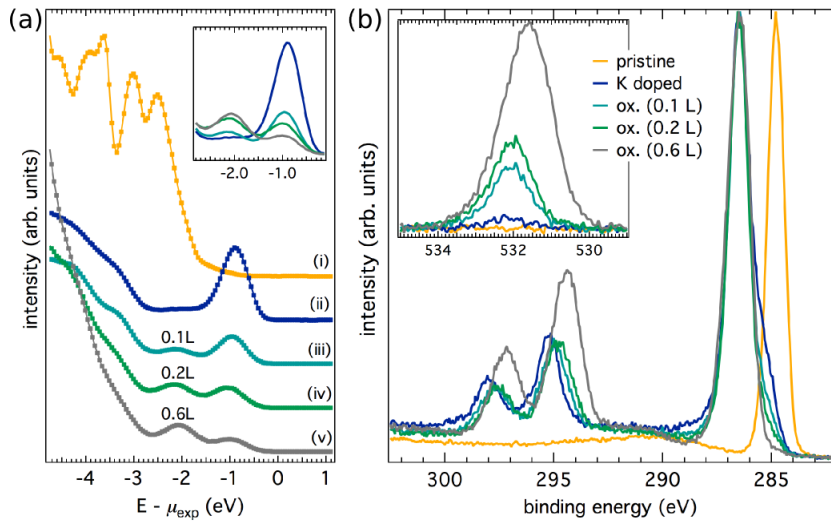 (a)
intensity (arb. units)
-2.0 -1.0
(i)
(ii)
0.1L
(iii)
0.2L
(iv)
0.6L
(v)
-4 -3 -2 -1 0 1
E - μexp (eV)
(b)
intensity (arb. units)
pristine
K doped
ox. (0.1 L)
ox. (0.2 L)
ox. (0.6 L)
534 532 530
300 295 290 285
binding energy (eV)